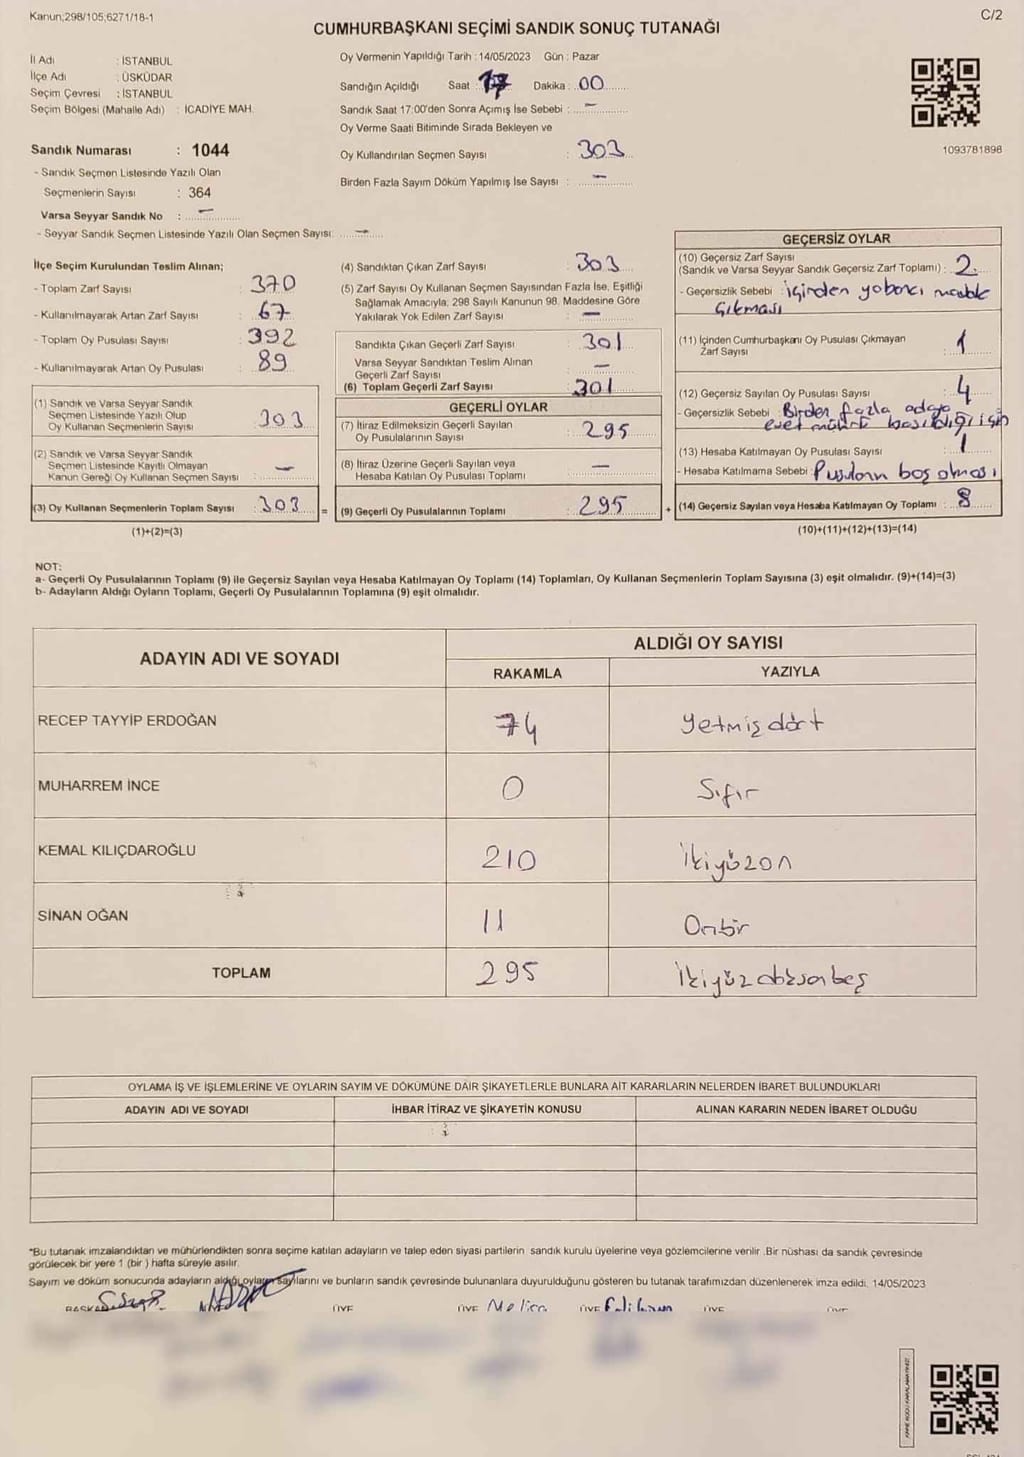 Kanun;298/105;6271/18-1
C/2
CUMHURBAŞKANI SEÇİMİ SANDIK SONUÇ TUTANAĞI
İl Adı : İSTANBUL
İlçe Adı : ÜSKÜDAR
Seçim Çevresi : İSTANBUL
Seçim Bölgesi (Mahalle Adı) : İCADİYE MAH.
Sandık Numarası : 1044
- Sandık Seçmen Listesinde Yazılı Olan
Seçmenlerin Sayısı : 364
Varsa Seyyar Sandık No : –
- Seyyar Sandık Seçmen Listesinde Yazılı Olan Seçmen Sayısı: –
Oy Vermenin Yapıldığı Tarih : 14/05/2023 Gün : Pazar
Sandığın Açıldığı Saat : 17 Dakika : 00
Sandık Saat 17:00'den Sonra Açımış İse Sebebi : –
Oy Verme Saati Bitiminde Sırada Bekleyen ve
Oy Kullandırılan Seçmen Sayısı : 303
Birden Fazla Sayım Döküm Yapılmış İse Sayısı : –
1093781898
İlçe Seçim Kurulundan Teslim Alınan;
- Toplam Zarf Sayısı : 370
- Kullanılmayarak Artan Zarf Sayısı : 67
- Toplam Oy Pusulası Sayısı : 392
- Kullanılmayarak Artan Oy Pusulası : 89
(1) Sandık ve Varsa Seyyar Sandık
Seçmen Listesinde Yazılı Olup
Oy Kullanan Seçmenlerin Sayısı : 303
(2) Sandık ve Varsa Seyyar Sandık
Seçmen Listesinde Kayıtlı Olmayan
Kanun Gereği Oy Kullanan Seçmen Sayısı : –
(3) Oy Kullanan Seçmenlerin Toplam Sayısı : 303 =
(1)+(2)=(3)
(4) Sandıktan Çıkan Zarf Sayısı : 303
(5) Zarf Sayısı Oy Kullanan Seçmen Sayısından Fazla İse, Eşitliği
Sağlamak Amacıyla; 298 Sayılı Kanunun 98. Maddesine Göre
Yakılarak Yok Edilen Zarf Sayısı : –
Sandıkta Çıkan Geçerli Zarf Sayısı : 301
Varsa Seyyar Sandıktan Teslim Alınan
Geçerli Zarf Sayısı : –
(6) Toplam Geçerli Zarf Sayısı : 301
GEÇERLİ OYLAR
(7) İtiraz Edilmeksizin Geçerli Sayılan
Oy Pusulalarının Sayısı : 295
(8) İtiraz Üzerine Geçerli Sayılan veya
Hesaba Katılan Oy Pusulası Toplamı : –
(9) Geçerli Oy Pusulalarının Toplamı : 295 +
GEÇERSİZ OYLAR
(10) Geçersiz Zarf Sayısı
(Sandık ve Varsa Seyyar Sandık Geçersiz Zarf Toplamı) : 2
- Geçersizlik Sebebi : İçinden yabancı madde
çıkması
(11) İçinden Cumhurbaşkanı Oy Pusulası Çıkmayan
Zarf Sayısı : 1
(12) Geçersiz Sayılan Oy Pusulası Sayısı : 4
- Geçersizlik Sebebi : Birden fazla adaya
evet mührü basıldığı için
(13) Hesaba Katılmayan Oy Pusulası Sayısı : 1
- Hesaba Katılmama Sebebi : Pusulanın boş olması
(14) Geçersiz Sayılan veya Hesaba Katılmayan Oy Toplamı : 8
(10)+(11)+(12)+(13)=(14)
NOT:
a- Geçerli Oy Pusulalarının Toplamı (9) ile Geçersiz Sayılan veya Hesaba Katılmayan Oy Toplamı (14) Toplamları, Oy Kullanan Seçmenlerin Toplam Sayısına (3) eşit olmalıdır. (9)+(14)=(3)
b- Adayların Aldığı Oyların Toplamı, Geçerli Oy Pusulalarının Toplamına (9) eşit olmalıdır.
ADAYIN ADI VE SOYADI
ALDIĞI OY SAYISI
RAKAMLA YAZIYLA
RECEP TAYYİP ERDOĞAN 74 Yetmiş dört
MUHARREM İNCE 0 Sıfır
KEMAL KILIÇDAROĞLU 210 İkiyüzon
SİNAN OĞAN 11 Onbir
TOPLAM 295 İkiyüz doksanbeş
OYLAMA İŞ VE İŞLEMLERİNE VE OYLARIN SAYIM VE DÖKÜMÜNE DAİR ŞİKAYETLERLE BUNLARA AİT KARARLARIN NELERDEN İBARET BULUNDUKLARI
ADAYIN ADI VE SOYADI İHBAR İTİRAZ VE ŞİKAYETİN KONUSU ALINAN KARARIN NEDEN İBARET OLDUĞU
*Bu tutanak imzalandıktan ve mühürlendikten sonra seçime katılan adayların ve talep eden siyasi partilerin sandık kurulu üyelerine veya gözlemcilerine verilir .Bir nüshası da sandık çevresinde
görülecek bir yere 1 (bir ) hafta süreyle asılır.
Sayım ve döküm sonucunda adayların aldığı oyların sayılarını ve bunların sandık çevresinde bulunanlara duyurulduğunu gösteren bu tutanak tarafımızdan düzenlenerek imza edildi. 14/05/2023
BAŞKAN ÜYE ÜYE ÜYE ÜYE ÜYE